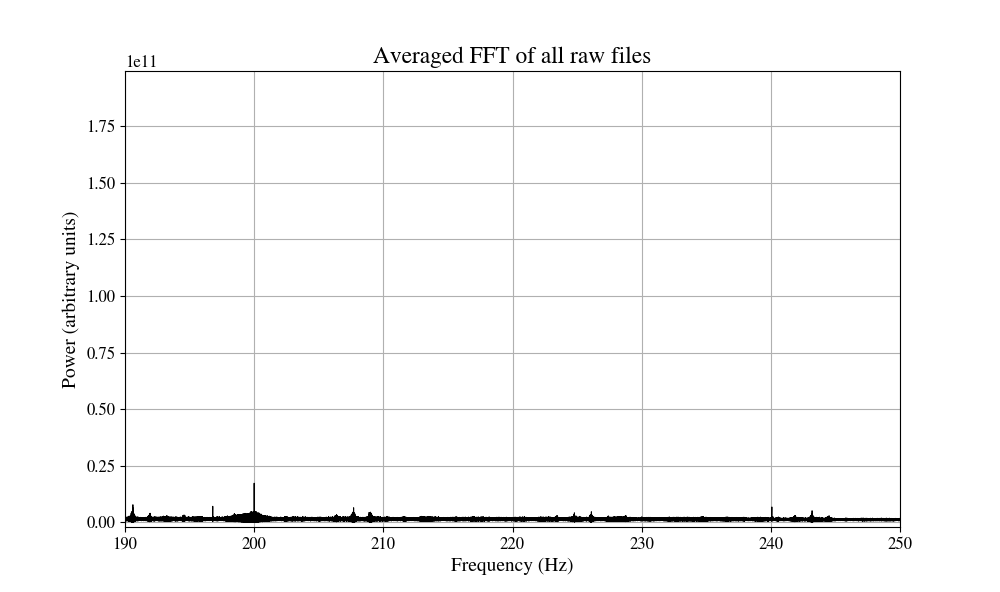 Averaged FFT of all raw files
1e11
1.75
1.50
1.25
1.00
0.75
0.50
0.25
0.00
Power (arbitrary units)
190 200 210 220 230 240 250
Frequency (Hz)